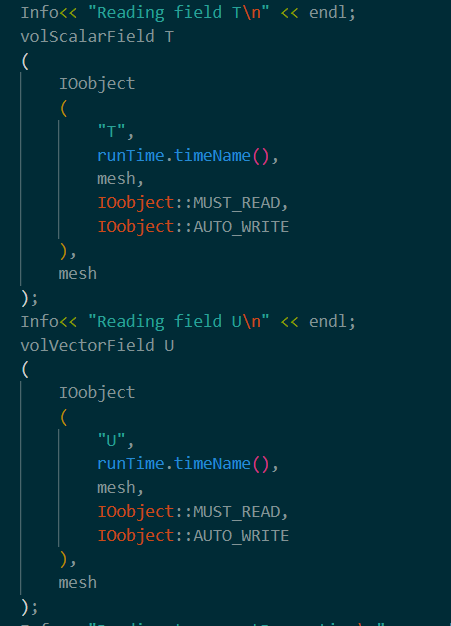 Info<< "Reading field T\n" << endl;
volScalarField T
(
    IOobject
    (
        "T",
        runTime.timeName(),
        mesh,
        IOobject::MUST_READ,
        IOobject::AUTO_WRITE
    ),
    mesh
);
Info<< "Reading field U\n" << endl;
volVectorField U
(
    IOobject
    (
        "U",
        runTime.timeName(),
        mesh,
        IOobject::MUST_READ,
        IOobject::AUTO_WRITE
    ),
    mesh
);